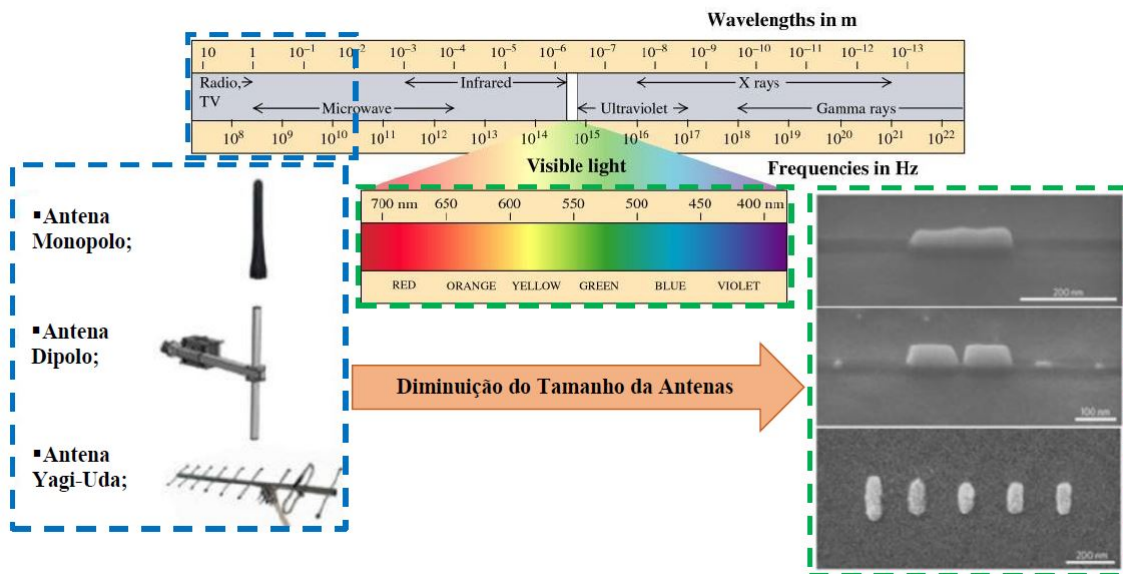 Wavelengths in m
10 1 10⁻¹ 10⁻² 10⁻³ 10⁻⁴ 10⁻⁵ 10⁻⁶ 10⁻⁷ 10⁻⁸ 10⁻⁹ 10⁻¹⁰ 10⁻¹¹ 10⁻¹² 10⁻¹³
Radio, Infrared X rays
TV Microwave Ultraviolet Gamma rays
10⁸ 10⁹ 10¹⁰ 10¹¹ 10¹² 10¹³ 10¹⁴ 10¹⁵ 10¹⁶ 10¹⁷ 10¹⁸ 10¹⁹ 10²⁰ 10²¹ 10²²
Visible light
Frequencies in Hz
700 nm 650 600 550 500 450 400 nm
RED ORANGE YELLOW GREEN BLUE VIOLET
▪Antena
Monopolo;
▪Antena
Dipolo;
▪Antena
Yagi-Uda;
Diminuição do Tamanho da Antenas
200 nm
100 nm
200 nm